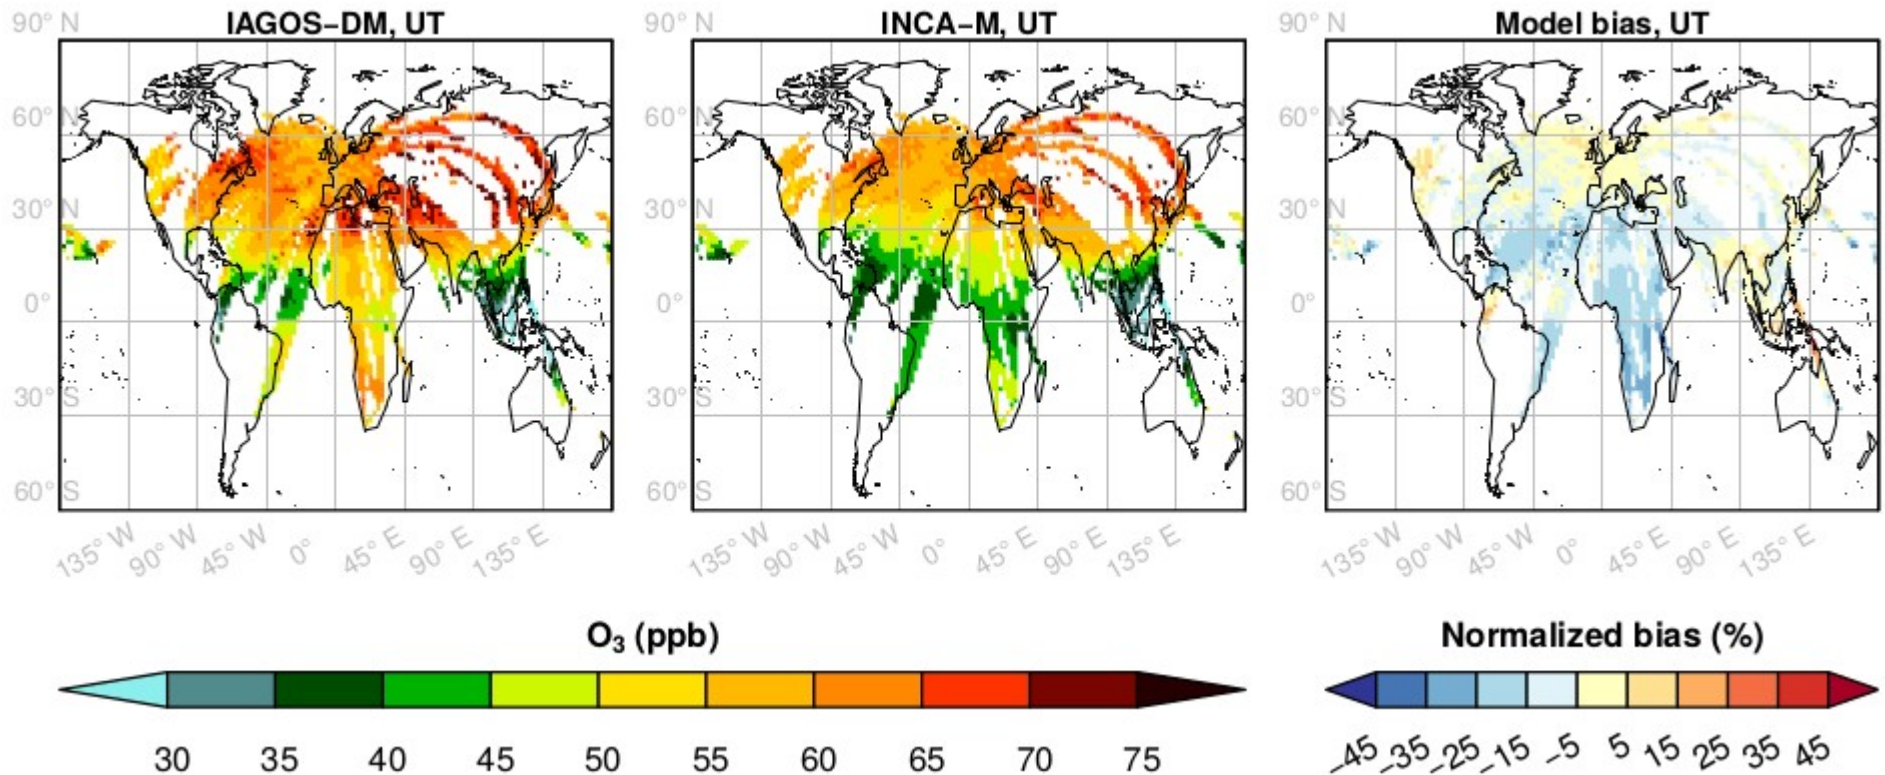 IAGOS−DM, UT
INCA−M, UT
Model bias, UT
90° N
60° N
30° N
0°
30° S
60° S
135° W
90° W
45° W
0°
45° E
90° E
135° E
90° N
60° N
30° N
0°
30° S
60° S
135° W
90° W
45° W
0°
45° E
90° E
135° E
90° N
60° N
30° N
0°
30° S
60° S
135° W
90° W
45° W
0°
45° E
90° E
135° E
O₃ (ppb)
30 35 40 45 50 55 60 65 70 75
Normalized bias (%)
−45 −35 −25 −15 −5 5 15 25 35 45